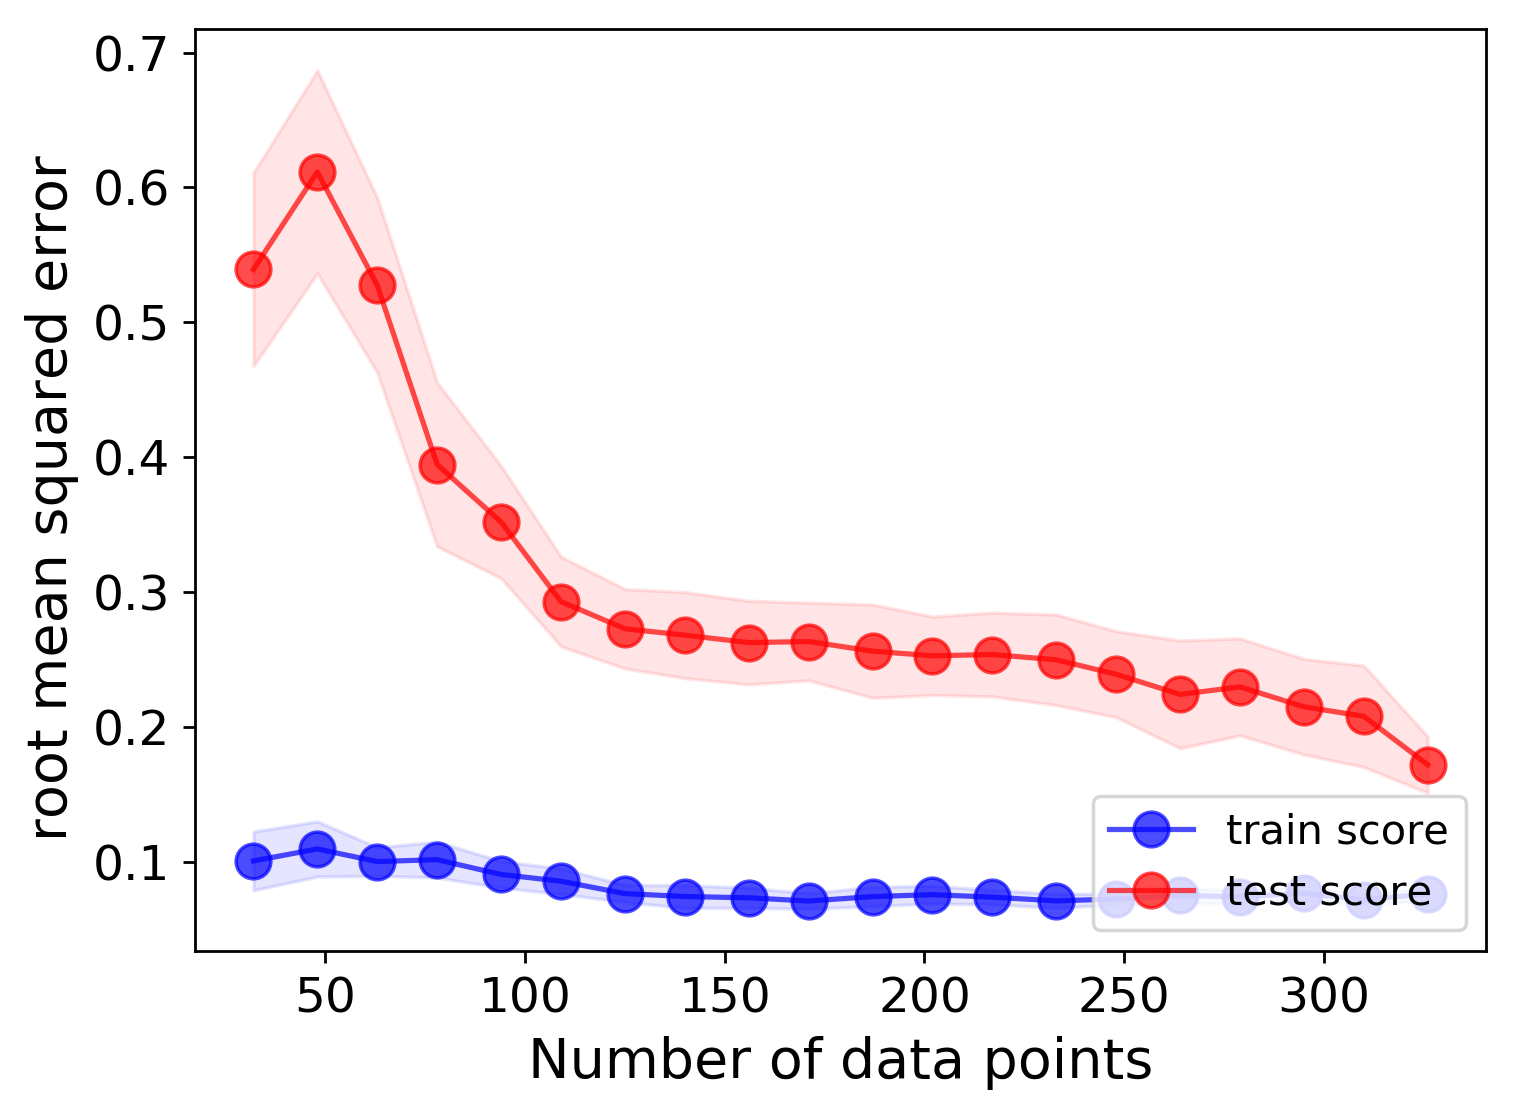 0.7
0.6
0.5
0.4
0.3
0.2
0.1
root mean squared error
train score
test score
50 100 150 200 250 300
Number of data points